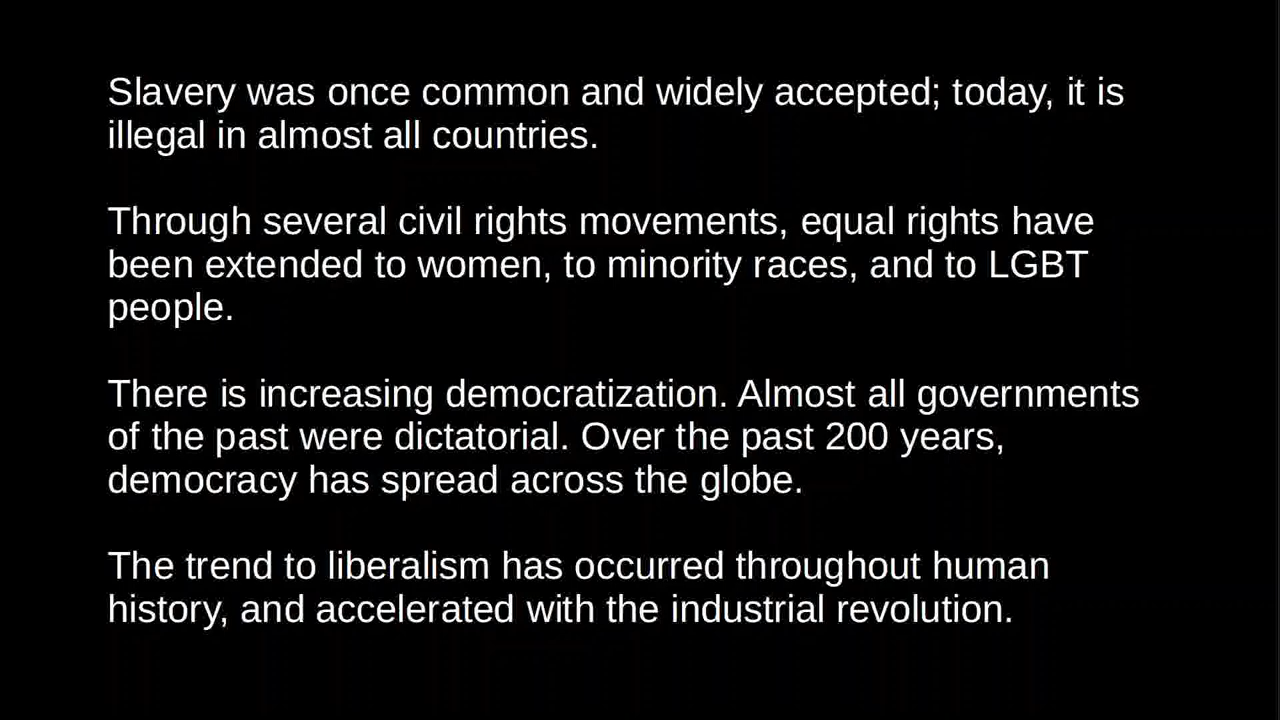 Slavery was once common and widely accepted; today, it is
illegal in almost all countries.
Through several civil rights movements, equal rights have
been extended to women, to minority races, and to LGBT
people.
There is increasing democratization. Almost all governments
of the past were dictatorial. Over the past 200 years,
democracy has spread across the globe.
The trend to liberalism has occurred throughout human
history, and accelerated with the industrial revolution.